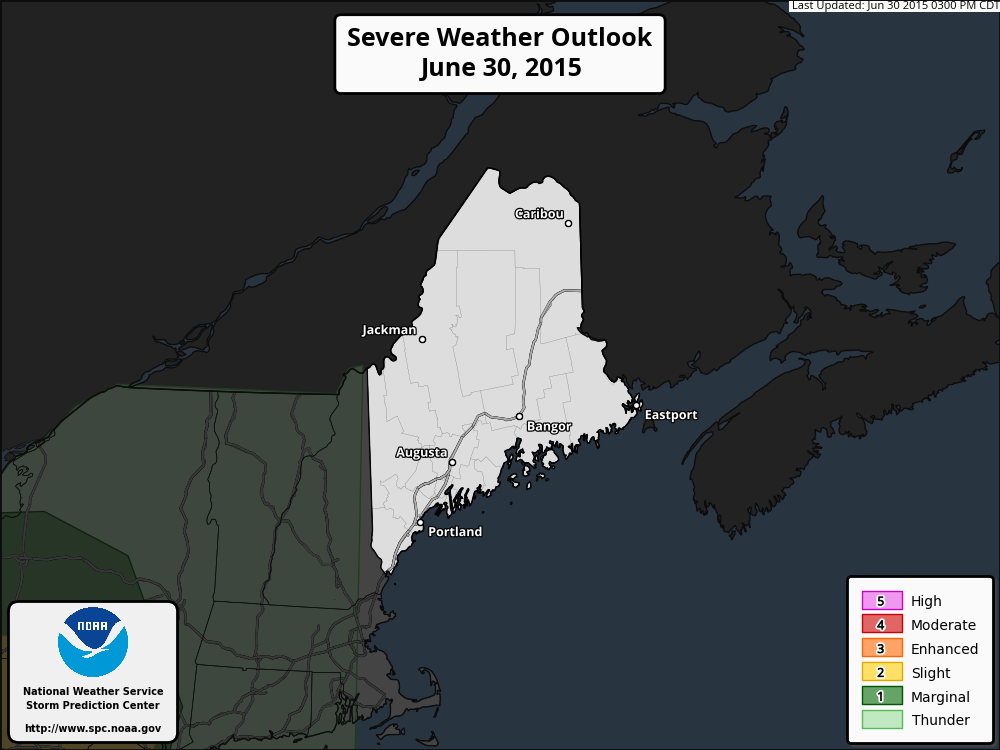 Last Updated: Jun 30 2015 0300 PM CDT
Severe Weather Outlook
June 30, 2015
Caribou
Jackman
Eastport
Bangor
Augusta
Portland
NOAA
National Weather Service
Storm Prediction Center
http://www.spc.noaa.gov
5 High
4 Moderate
3 Enhanced
2 Slight
1 Marginal
Thunder